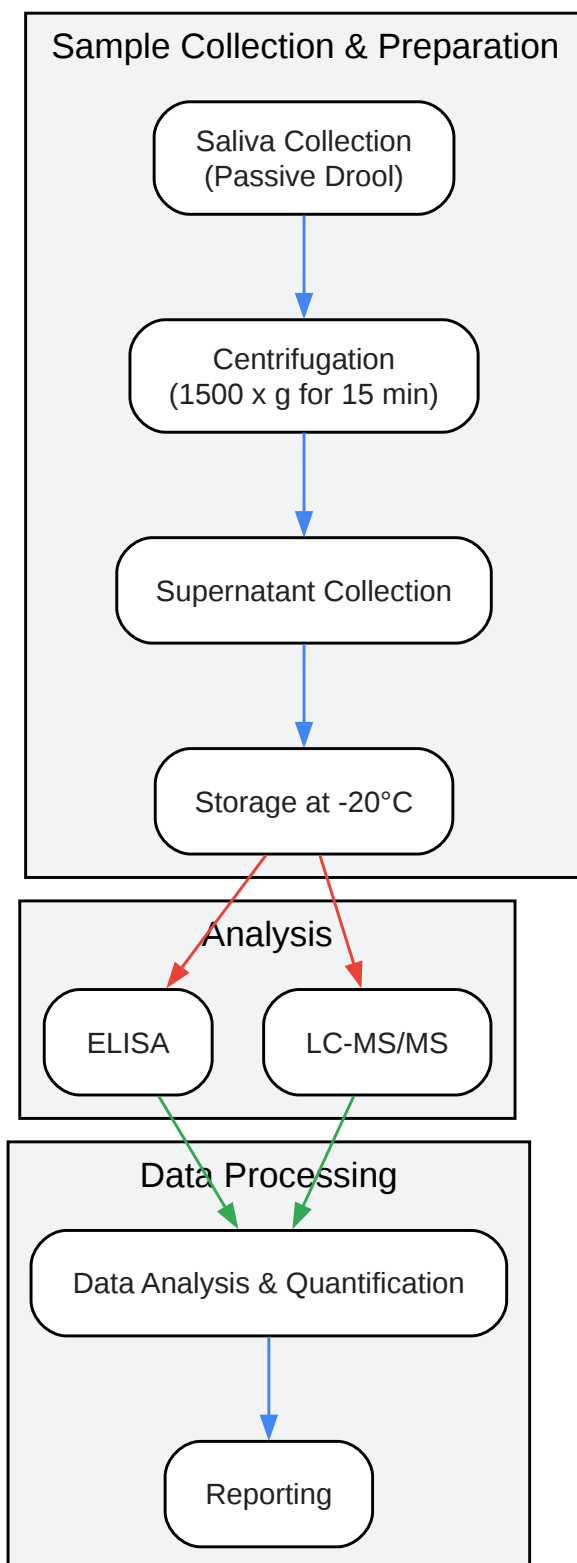 Sample Collection & Preparation
Saliva Collection
(Passive Drool)
Centrifugation
(1500 x g for 15 min)
Supernatant Collection
Storage at -20°C
Analysis
ELISA
LC-MS/MS
Data Processing
Data Analysis & Quantification
Reporting